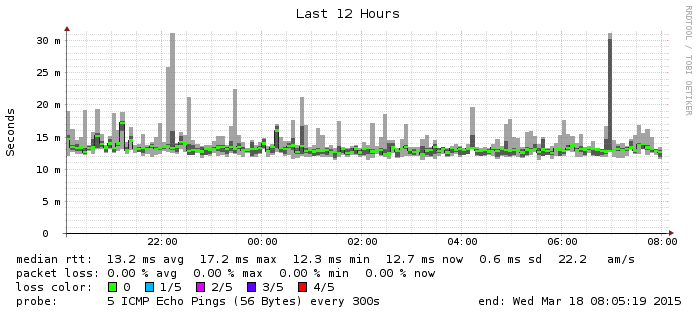 Last 12 Hours
RRDTOOL / TOBI OETIKER
Seconds
30 m
25 m
20 m
15 m
10 m
5 m
0
22:00 00:00 02:00 04:00 06:00 08:00
median rtt: 13.2 ms avg 17.2 ms max 12.3 ms min 12.7 ms now 0.6 ms sd 22.2 am/s
packet loss: 0.00 % avg 0.00 % max 0.00 % min 0.00 % now
loss color: 0 1/5 2/5 3/5 4/5
probe: 5 ICMP Echo Pings (56 Bytes) every 300s end: Wed Mar 18 08:05:19 2015